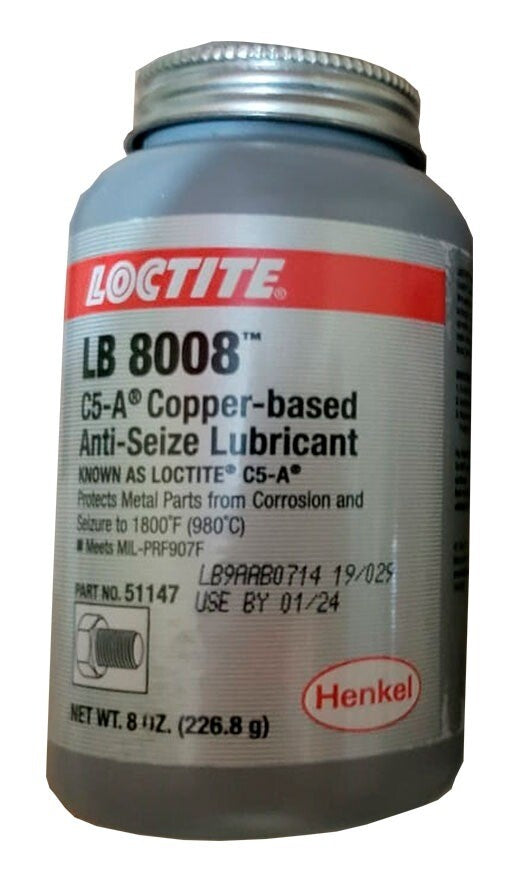 LOCTITE®
LB 8008™
C5-A® Copper-based
Anti-Seize Lubricant
KNOWN AS LOCTITE® C5-A®
Protects Metal Parts from Corrosion and
Seizure to 1800°F (980°C)
■ Meets MIL-PRF907F
LB9AAB0714 19/029
PART NO. 51147
USE BY 01/24
Henkel
NET WT. 8 OZ. (226.8 g)